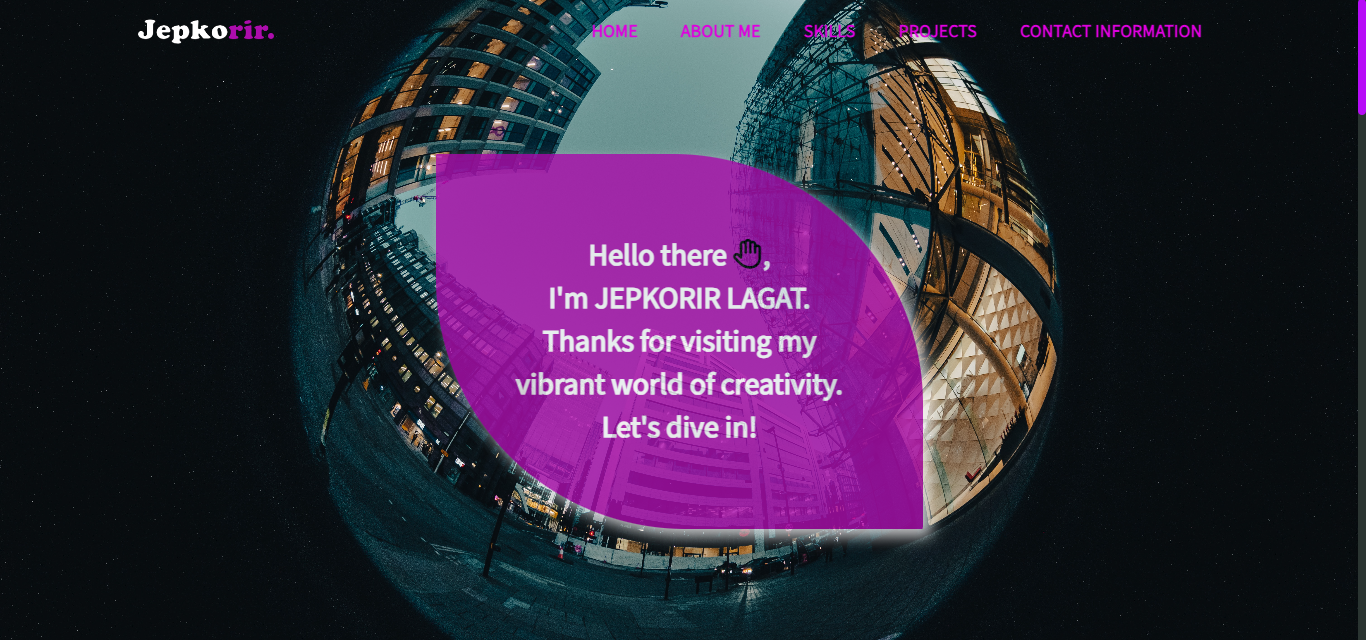 Jepkorir.
HOME ABOUT ME SKILLS PROJECTS CONTACT INFORMATION
Hello there ,
I'm JEPKORIR LAGAT.
Thanks for visiting my
vibrant world of creativity.
Let's dive in!